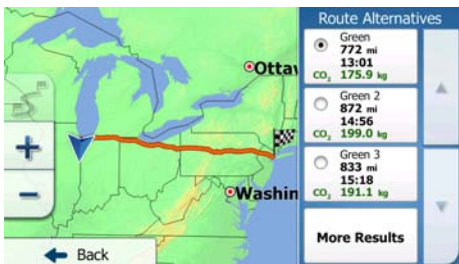 Route Alternatives
Ottav
Washin
Green
772 mi
13:01
CO₂ 175.9 kg
Green 2
872 mi
14:56
CO₂ 199.0 kg
Green 3
833 mi
15:18
CO₂ 191.1 kg
More Results
Back